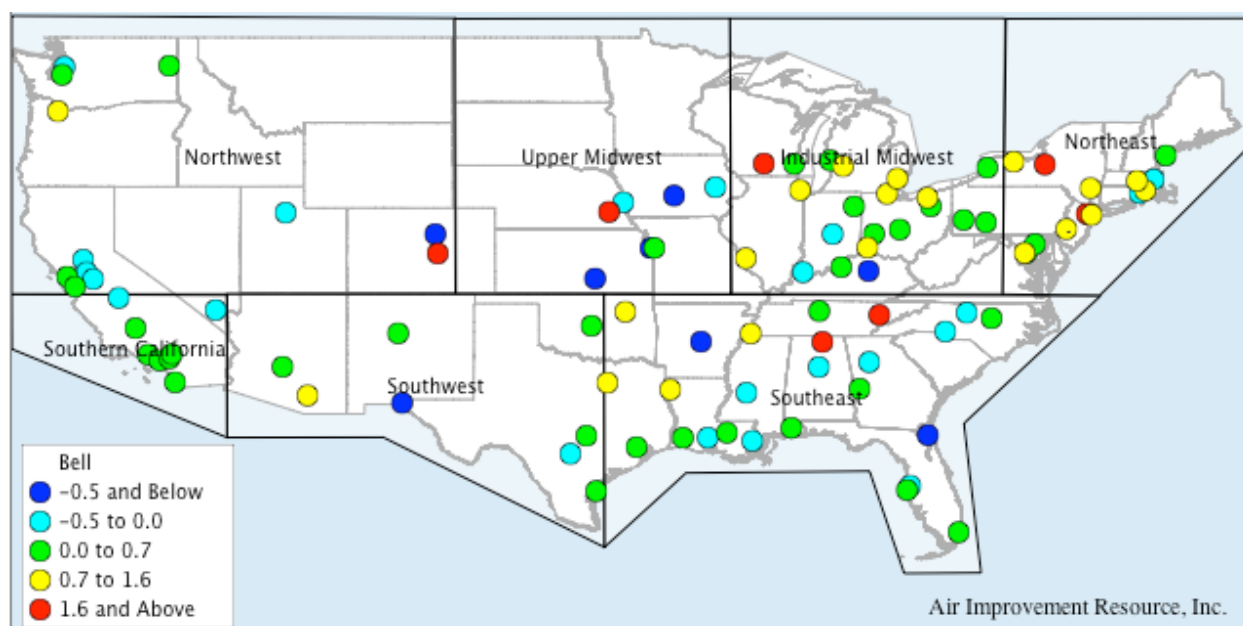 Northwest
Upper Midwest
Industrial Midwest
Northeast
Southern California
Southwest
Southeast
Bell
−0.5 and Below
−0.5 to 0.0
0.0 to 0.7
0.7 to 1.6
1.6 and Above
Air Improvement Resource, Inc.